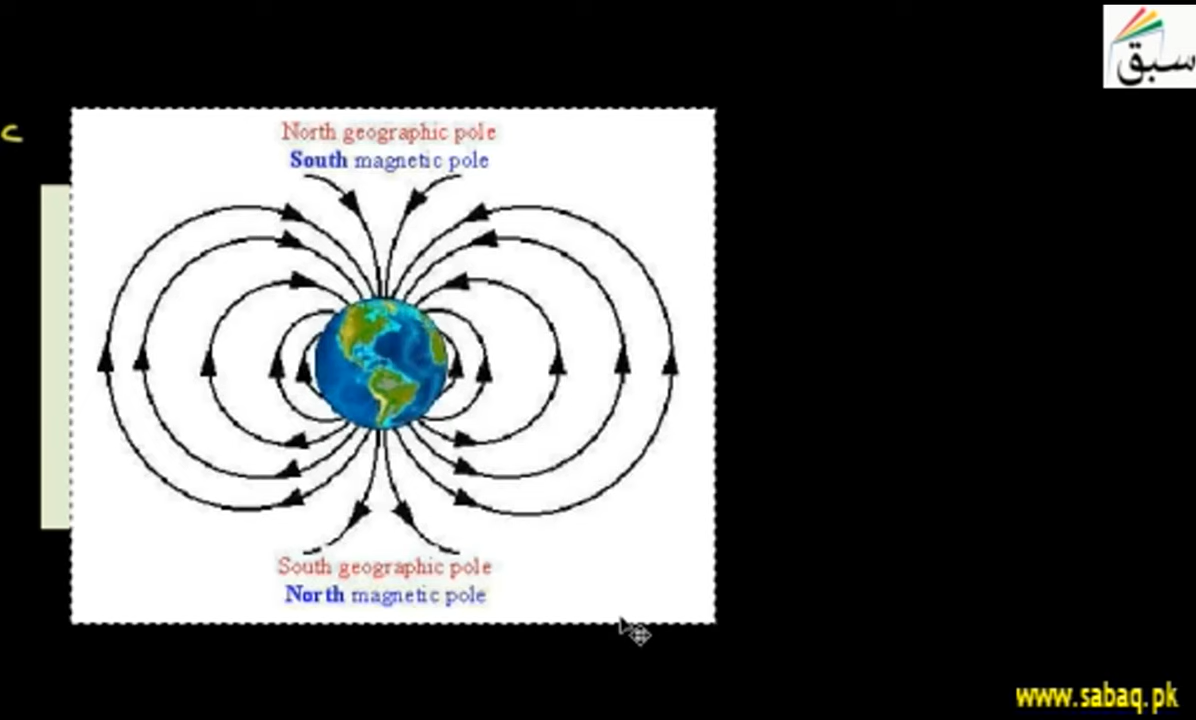 سبق
c
North geographic pole
South magnetic pole
South geographic pole
North magnetic pole
www.sabaq.pk